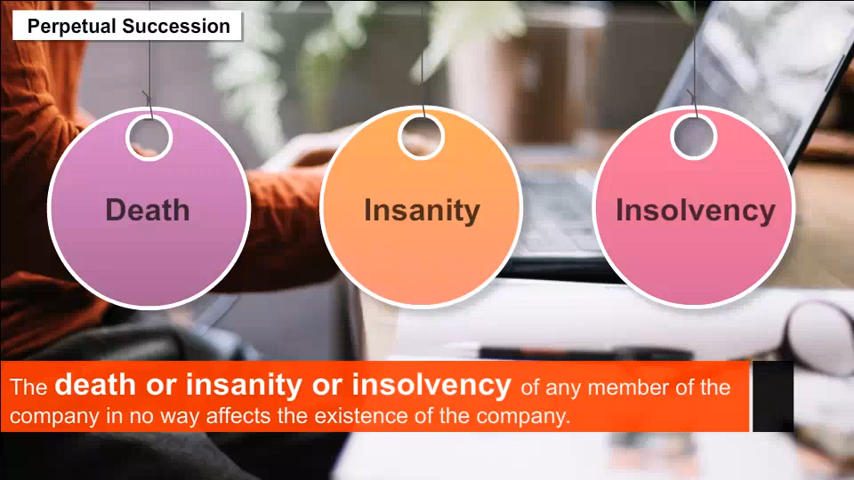 Perpetual Succession
Death
Insanity
Insolvency
The death or insanity or insolvency of any member of the
company in no way affects the existence of the company.